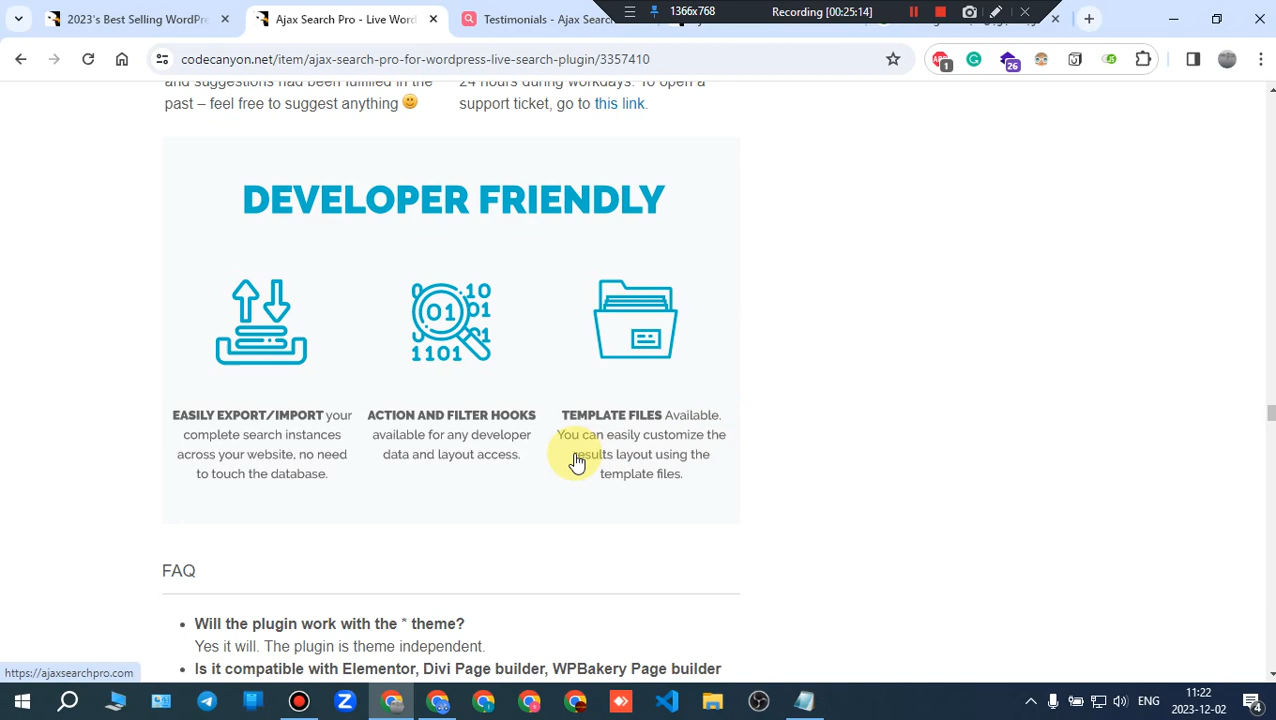 2023's Best Selling WordPre
Ajax Search Pro - Live Word
Testimonials - Ajax Search
1366x768
Recording [00:25:14]
codecanyon.net/item/ajax-search-pro-for-wordpress-live-search-plugin/3357410
1
26
and suggestions had been fulfilled in the
past – feel free to suggest anything
24 hours during workdays. To open a
support ticket, go to this link.
DEVELOPER FRIENDLY
EASILY EXPORT/IMPORT your
complete search instances
across your website, no need
to touch the database.
ACTION AND FILTER HOOKS
available for any developer
data and layout access.
TEMPLATE FILES Available.
You can easily customize the
results layout using the
template files.
FAQ
• Will the plugin work with the * theme?
Yes it will. The plugin is theme independent.
• Is it compatible with Elementor, Divi Page builder, WPBakery Page builder
https://ajaxsearchpro.com
ENG
11:22
2023-12-02
4